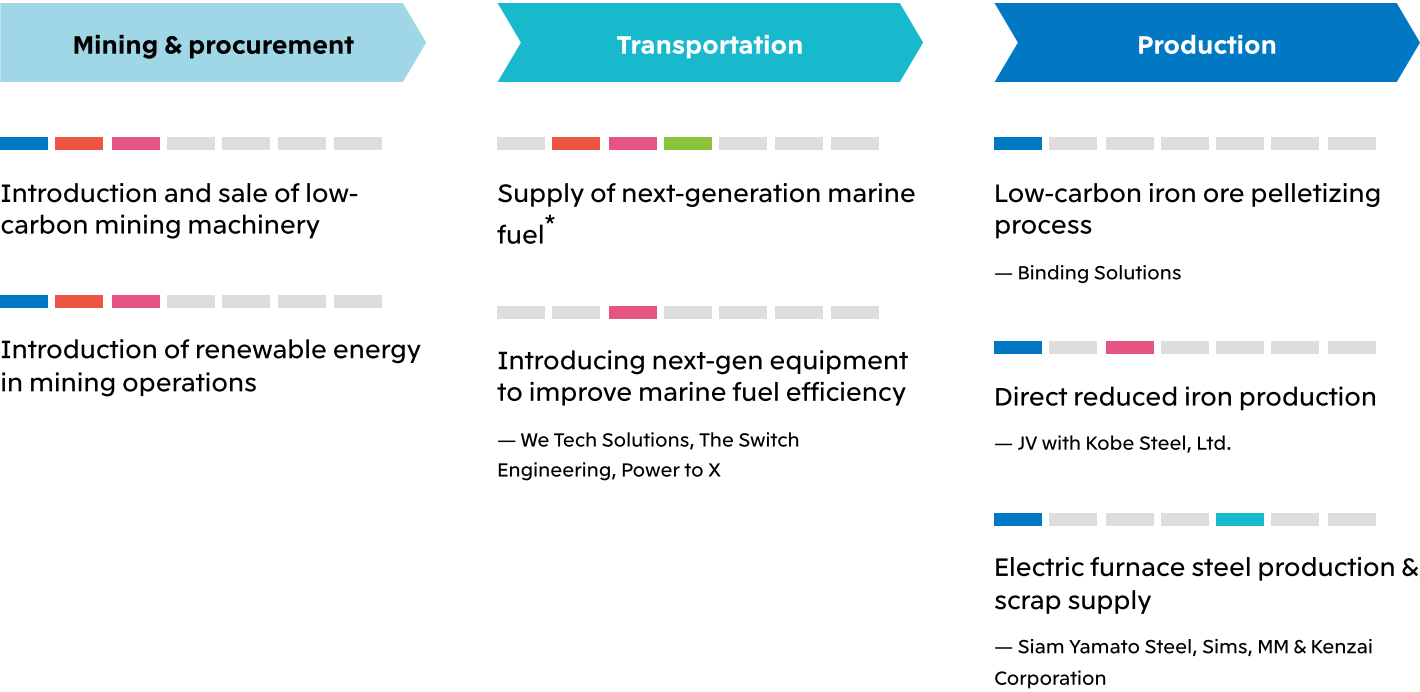 Mining & procurement
Introduction and sale of low-
carbon mining machinery
Introduction of renewable energy
in mining operations
Transportation
Supply of next-generation marine
fuel*
Introducing next-gen equipment
to improve marine fuel efficiency
— We Tech Solutions, The Switch
Engineering, Power to X
Production
Low-carbon iron ore pelletizing
process
— Binding Solutions
Direct reduced iron production
— JV with Kobe Steel, Ltd.
Electric furnace steel production &
scrap supply
— Siam Yamato Steel, Sims, MM & Kenzai
Corporation